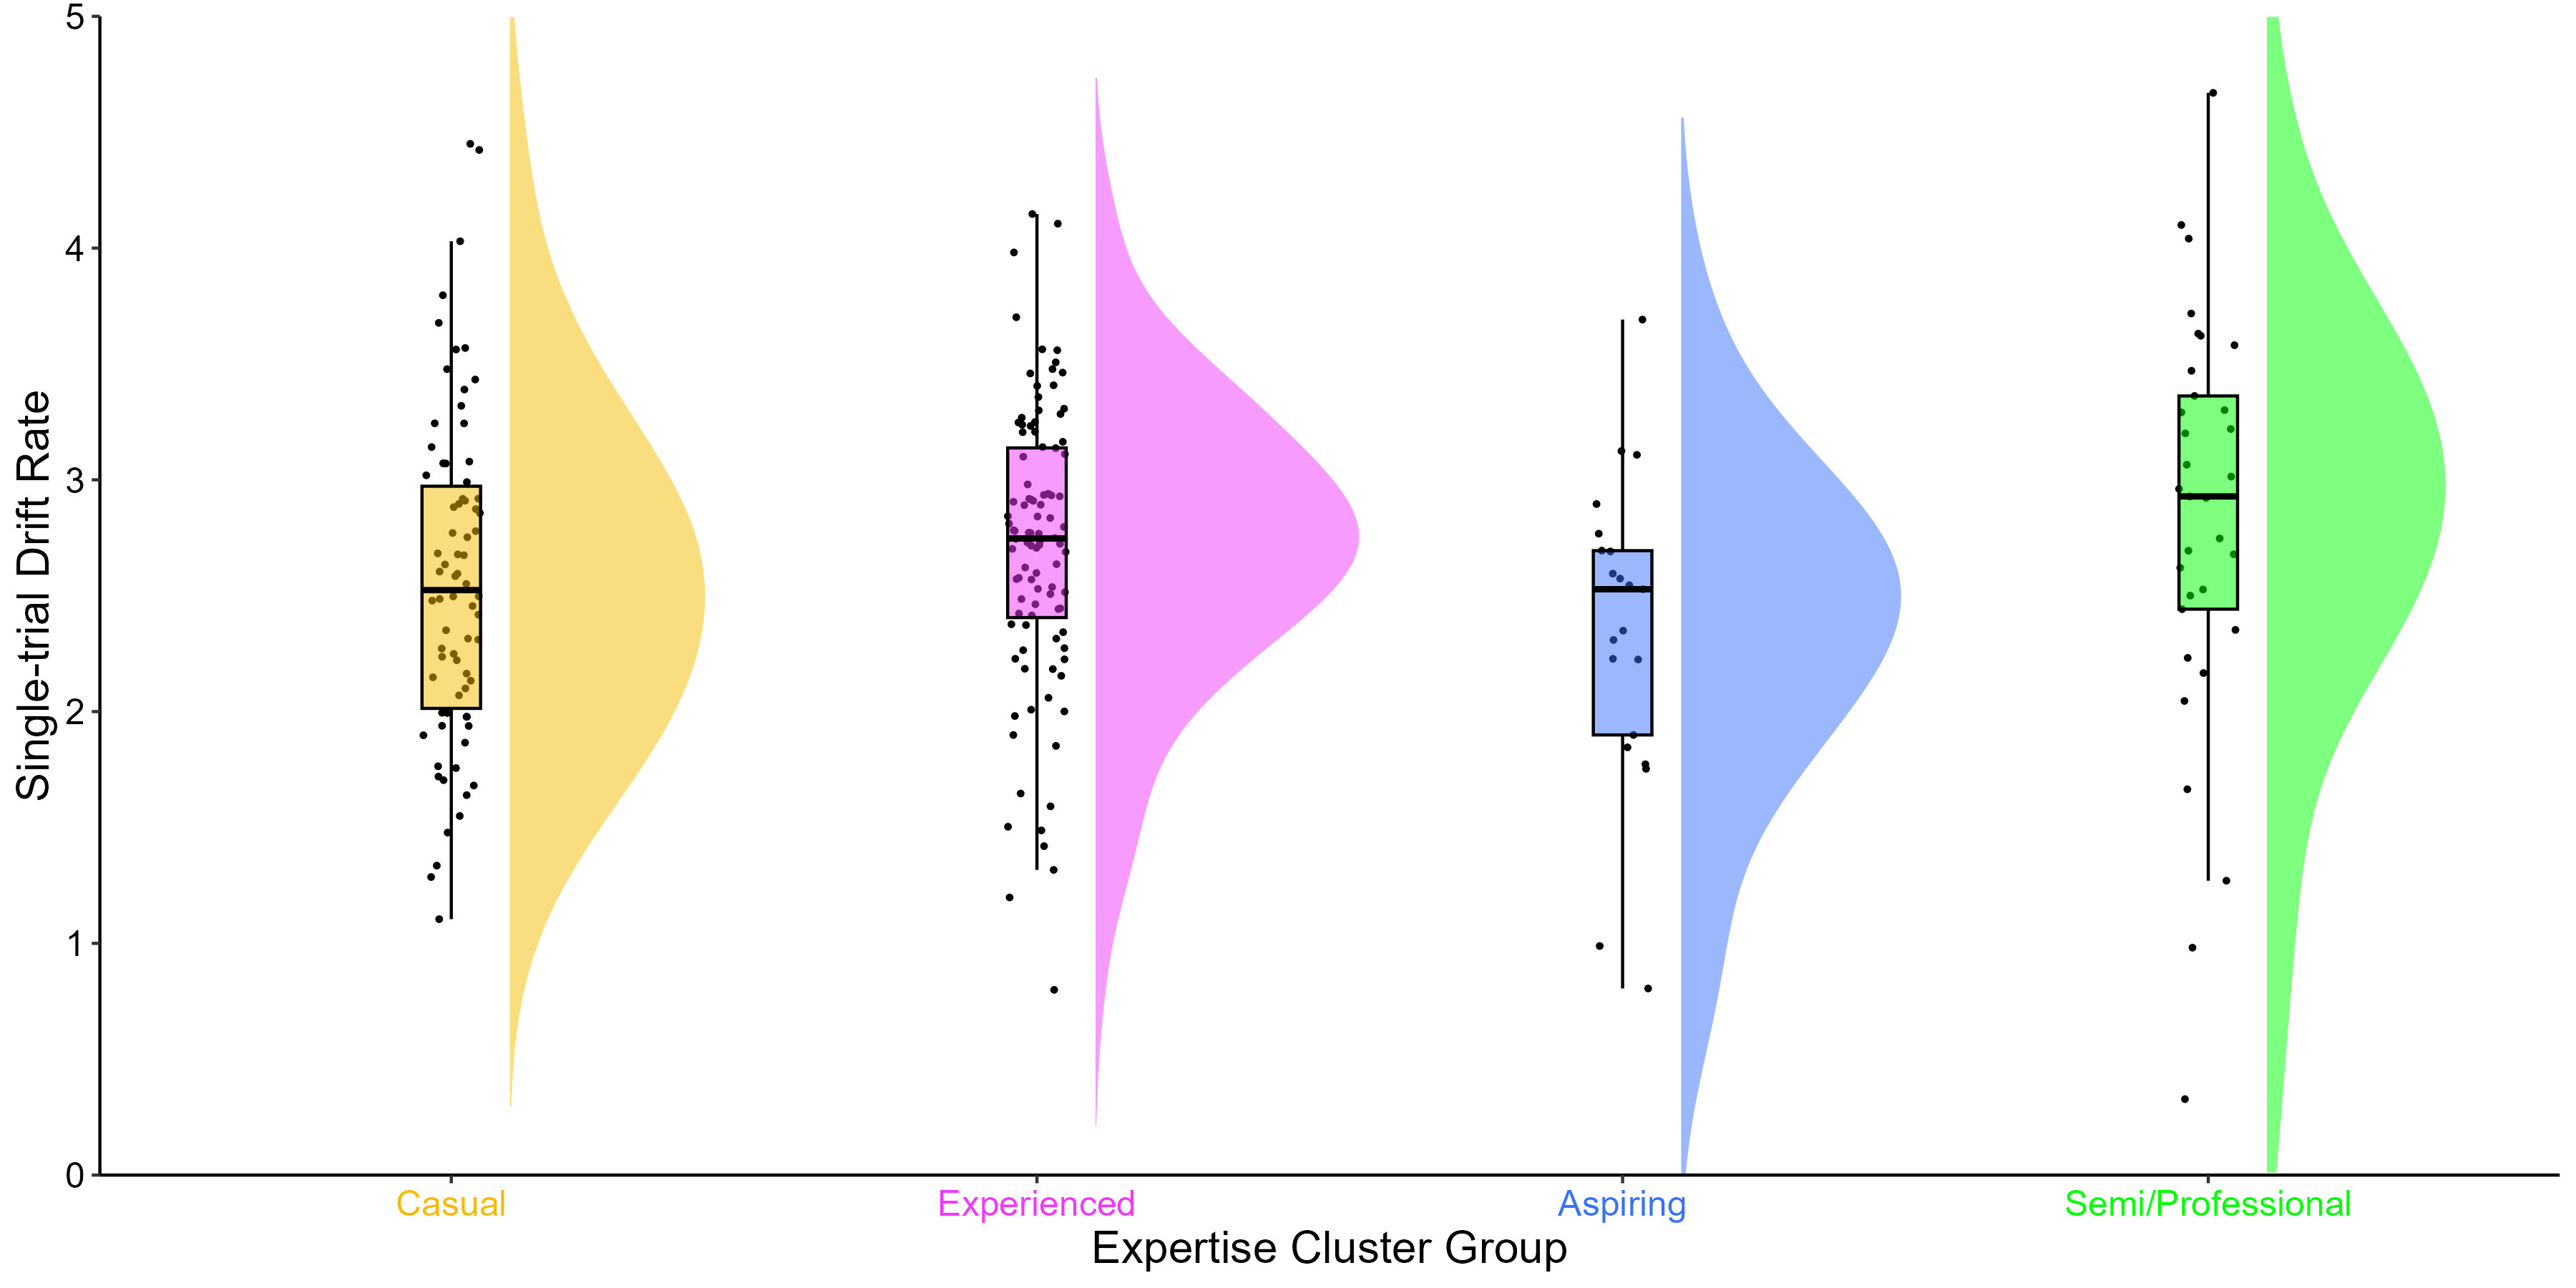 5
4
3
2
1
0
Single-trial Drift Rate
Casual Experienced Aspiring Semi/Professional
Expertise Cluster Group